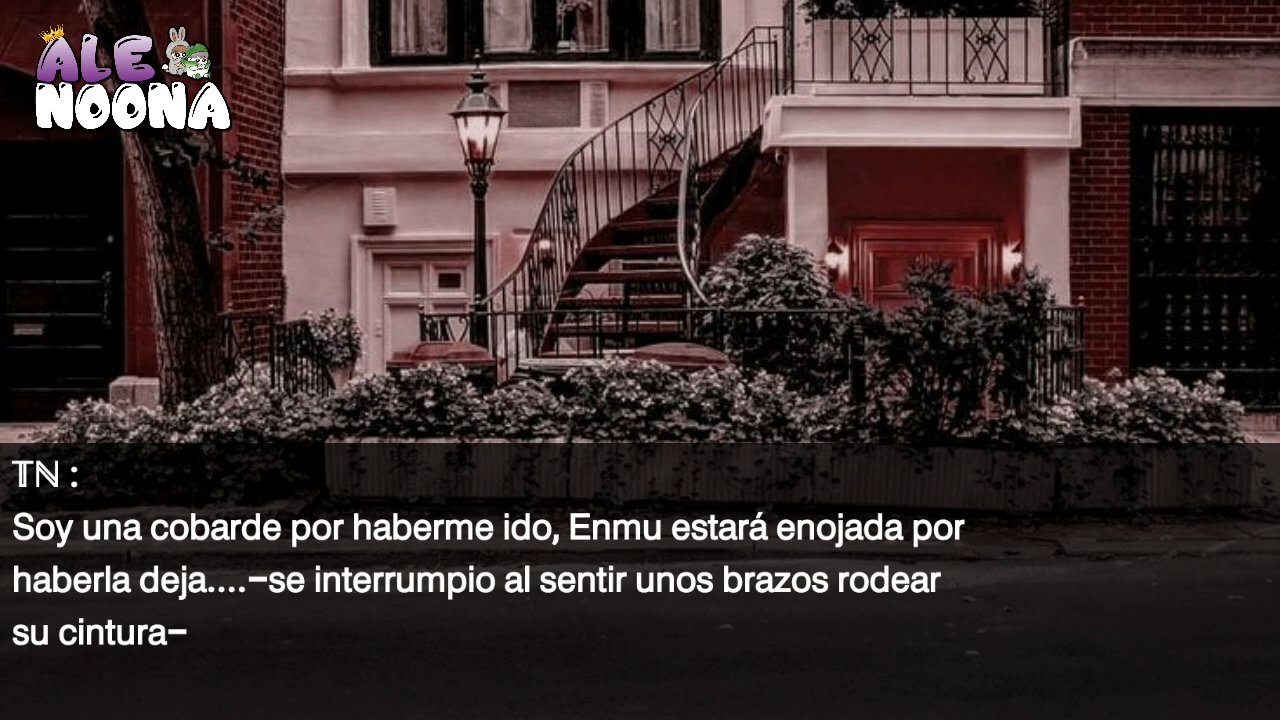 ALE
NOONA
TN :
Soy una cobarde por haberme ido, Enmu estará enojada por
haberla deja....-se interrumpio al sentir unos brazos rodear
su cintura-